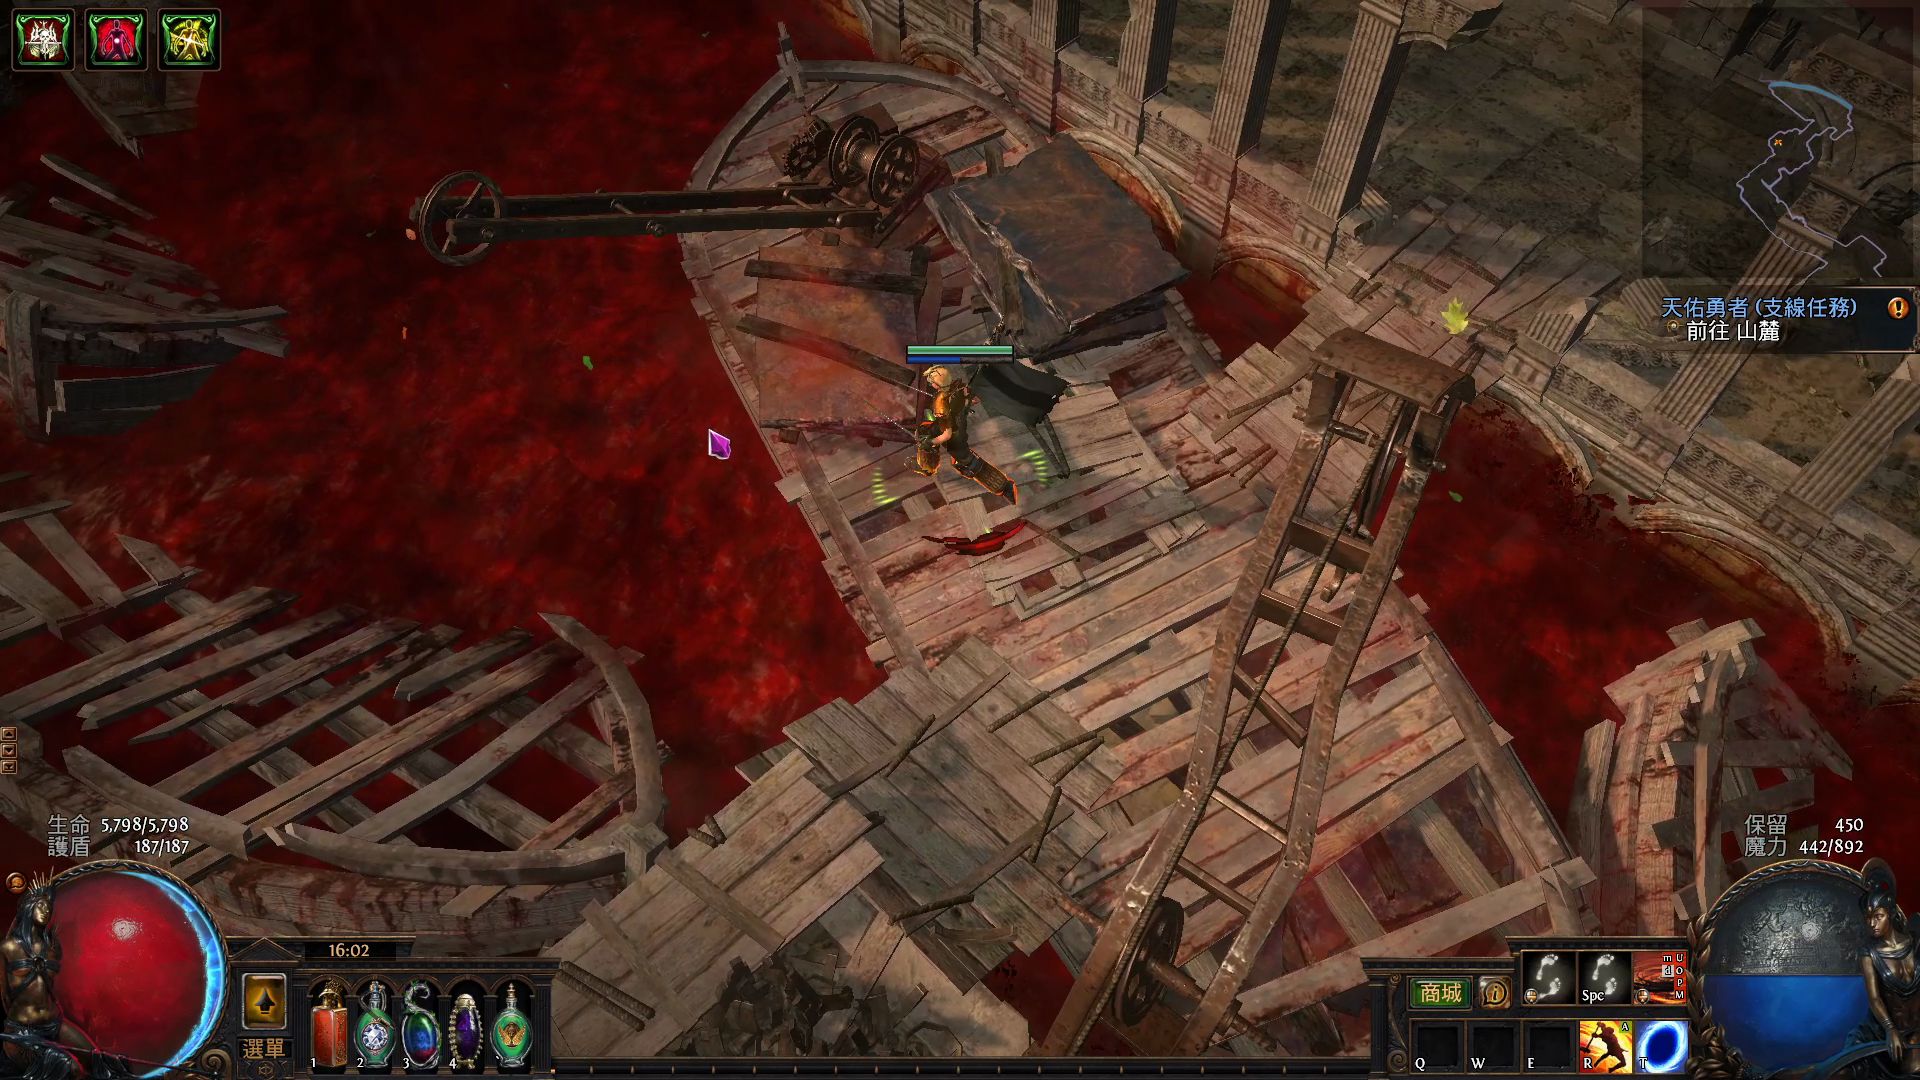 天佑勇者 (支線任務)
前往 山麓
生命 5,798/5,798
護盾 187/187
保留 450
魔力 442/892
16:02
選單
1 2 3 4
商城
Spc
m U
d O
P
M
Q W E R A T